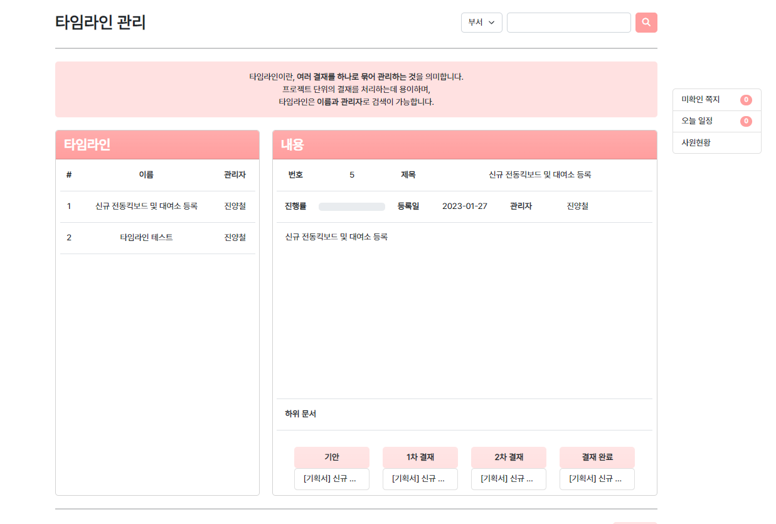 타임라인 관리
부서
타임라인이란, 여러 결재를 하나로 묶어 관리하는 것을 의미합니다.
프로젝트 단위의 결재를 처리하는데 용이하며,
타임라인은 이름과 관리자로 검색이 가능합니다.
미확인 쪽지 0
오늘 일정 0
사원현황
타임라인
# 이름 관리자
1 신규 전동킥보드 및 대여소 등록 진양철
2 타임라인 테스트 진양철
내용
번호 5 제목 신규 전동킥보드 및 대여소 등록
진행률 등록일 2023-01-27 관리자 진양철
신규 전동킥보드 및 대여소 등록
하위 문서
기안 1차 결재 2차 결재 결재 완료
[기획서] 신규 ... [기획서] 신규 ... [기획서] 신규 ... [기획서] 신규 ...